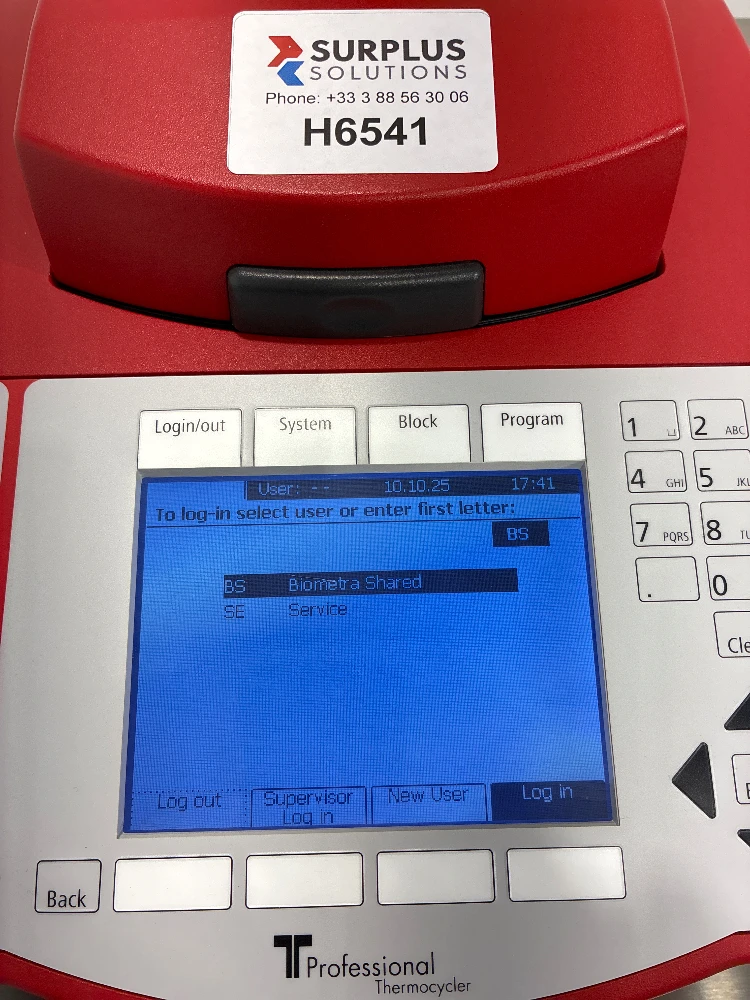 SURPLUS
SOLUTIONS
Phone: +33 3 88 56 30 06
H6541
Login/out System Block Program
1 2 ABC
4 GHI 5
7 PQRS 8
. 0
User: -- 10.10.25 17:41
To log-in select user or enter first letter:
BS
BS Biometra Shared
SE Service
Log out Supervisor Log in New User Log in
Back
T Professional
Thermocycler